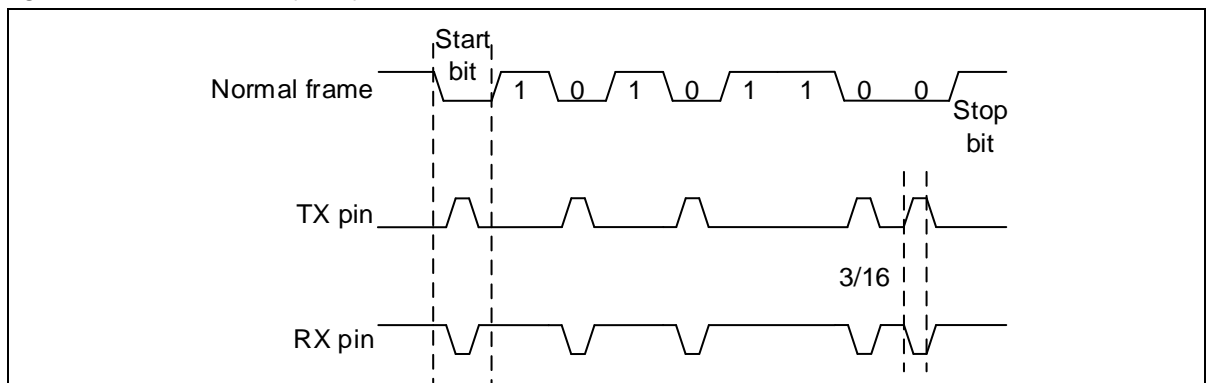 Start
bit
Normal frame
1 0 1 0 1 1 0 0
Stop
bit
TX pin
3/16
RX pin